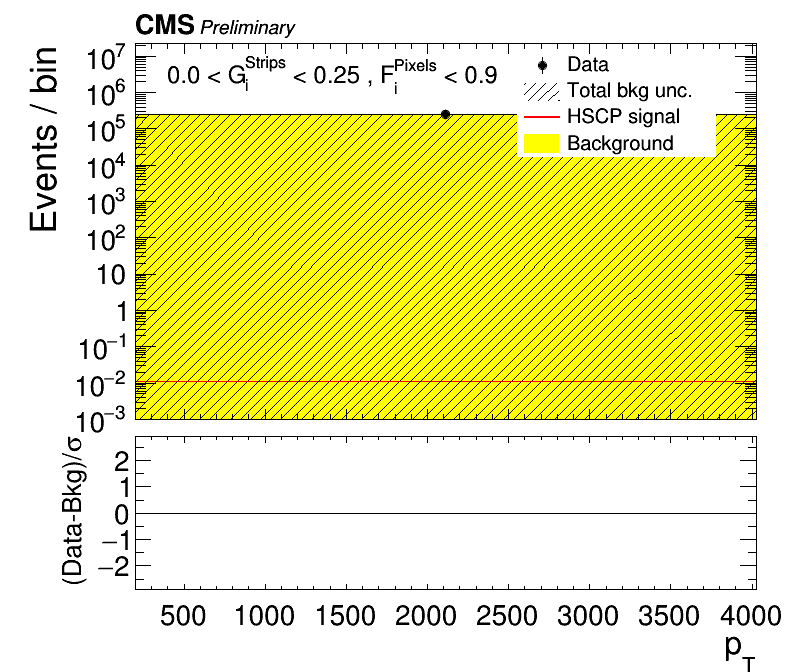 CMS Preliminary
Events / bin
0.0 < G_i^Strips < 0.25 , F_i^Pixels < 0.9
Data
Total bkg unc.
HSCP signal
Background
10^7
10^6
10^5
10^4
10^3
10^2
10
1
10^−1
10^−2
10^−3
(Data-Bkg)/σ
2
1
0
−1
−2
500 1000 1500 2000 2500 3000 3500 4000
p_T